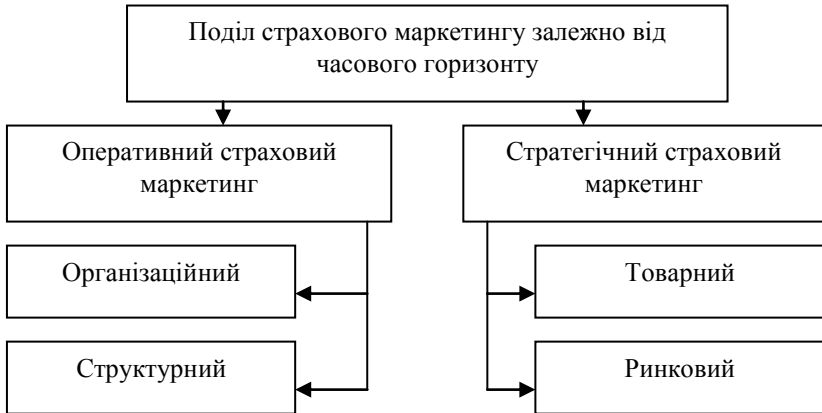 Поділ страхового маркетингу залежно від
часового горизонту
Оперативний страховий
маркетинг
Стратегічний страховий
маркетинг
Організаційний
Товарний
Структурний
Ринковий